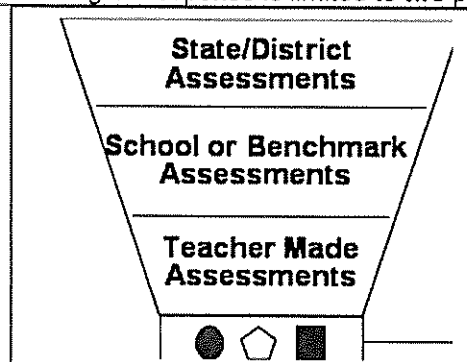 State/District
Assessments
School or Benchmark
Assessments
Teacher Made
Assessments